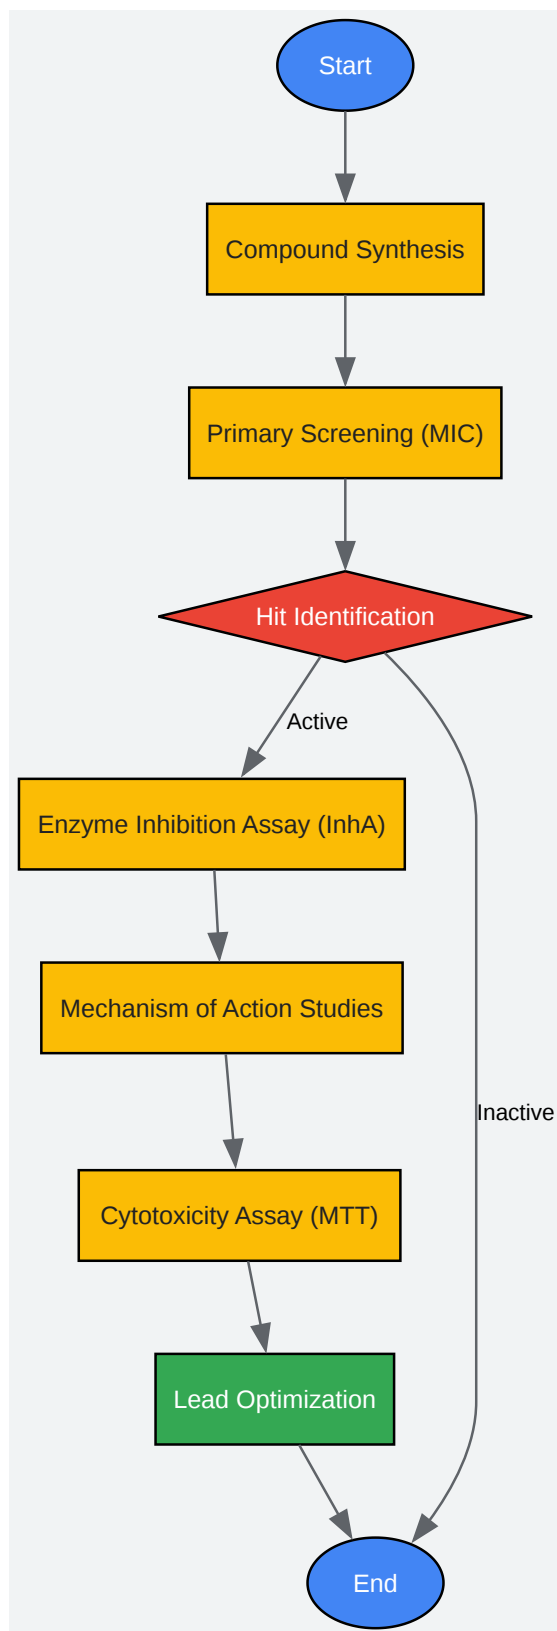 Start
Compound Synthesis
Primary Screening (MIC)
Hit Identification
Active
Enzyme Inhibition Assay (InhA)
Mechanism of Action Studies
Inactive
Cytotoxicity Assay (MTT)
Lead Optimization
End